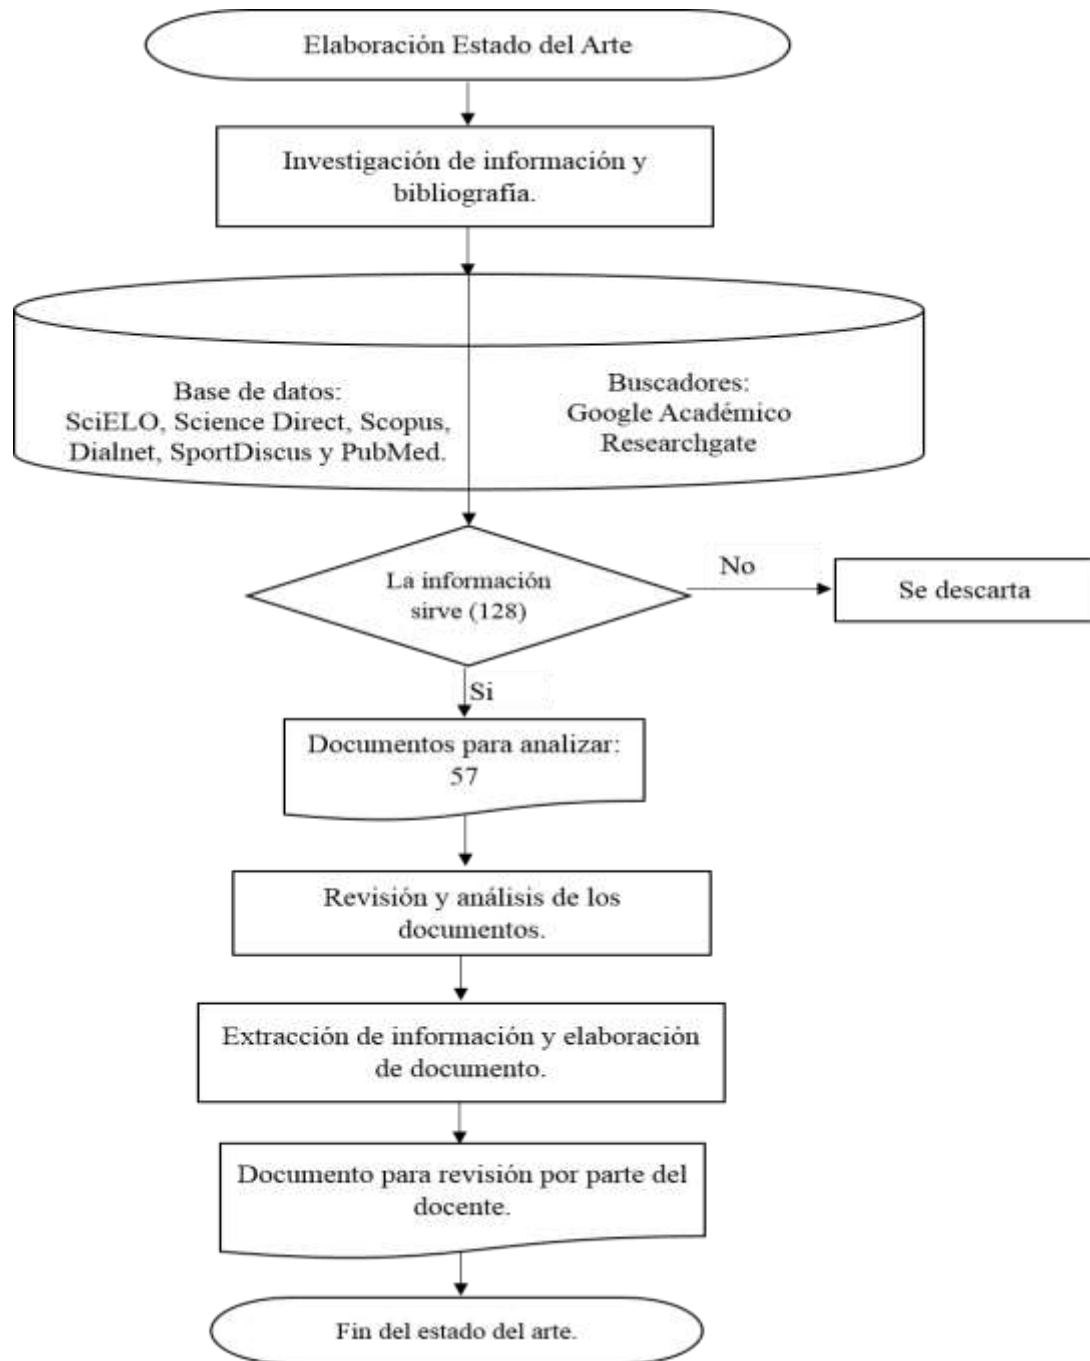 Elaboración Estado del Arte
Investigación de información y
bibliografía.
Base de datos:
SciELO, Science Direct, Scopus,
Dialnet, SportDiscus y PubMed.
Buscadores:
Google Académico
Researchgate
La información
sirve (128)
No
Se descarta
Si
Documentos para analizar:
57
Revisión y análisis de los
documentos.
Extracción de información y elaboración
de documento.
Documento para revisión por parte del
docente.
Fin del estado del arte.